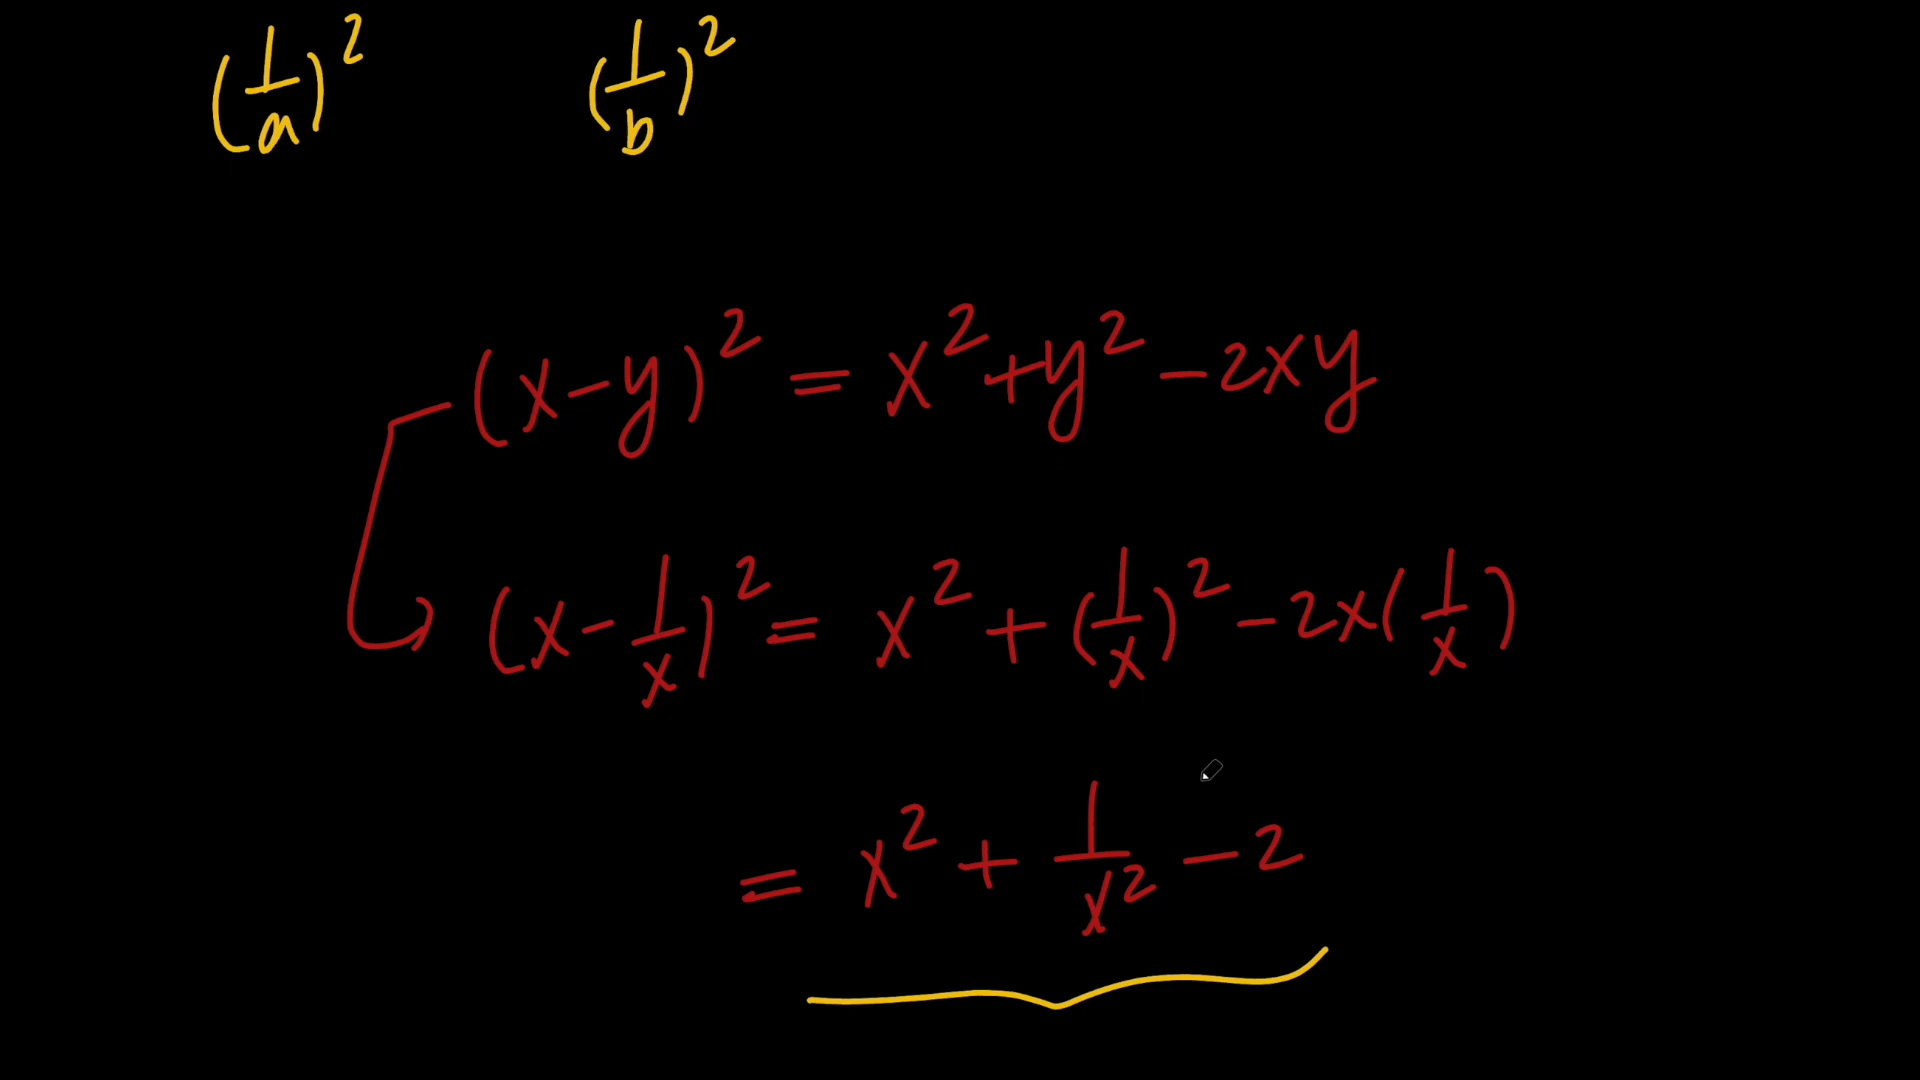 (1/a)² (1/b)²
(x-y)² = x²+y²-2xy
(x-1/x)² = x²+(1/x)²-2x(1/x)
= x²+1/x²-2